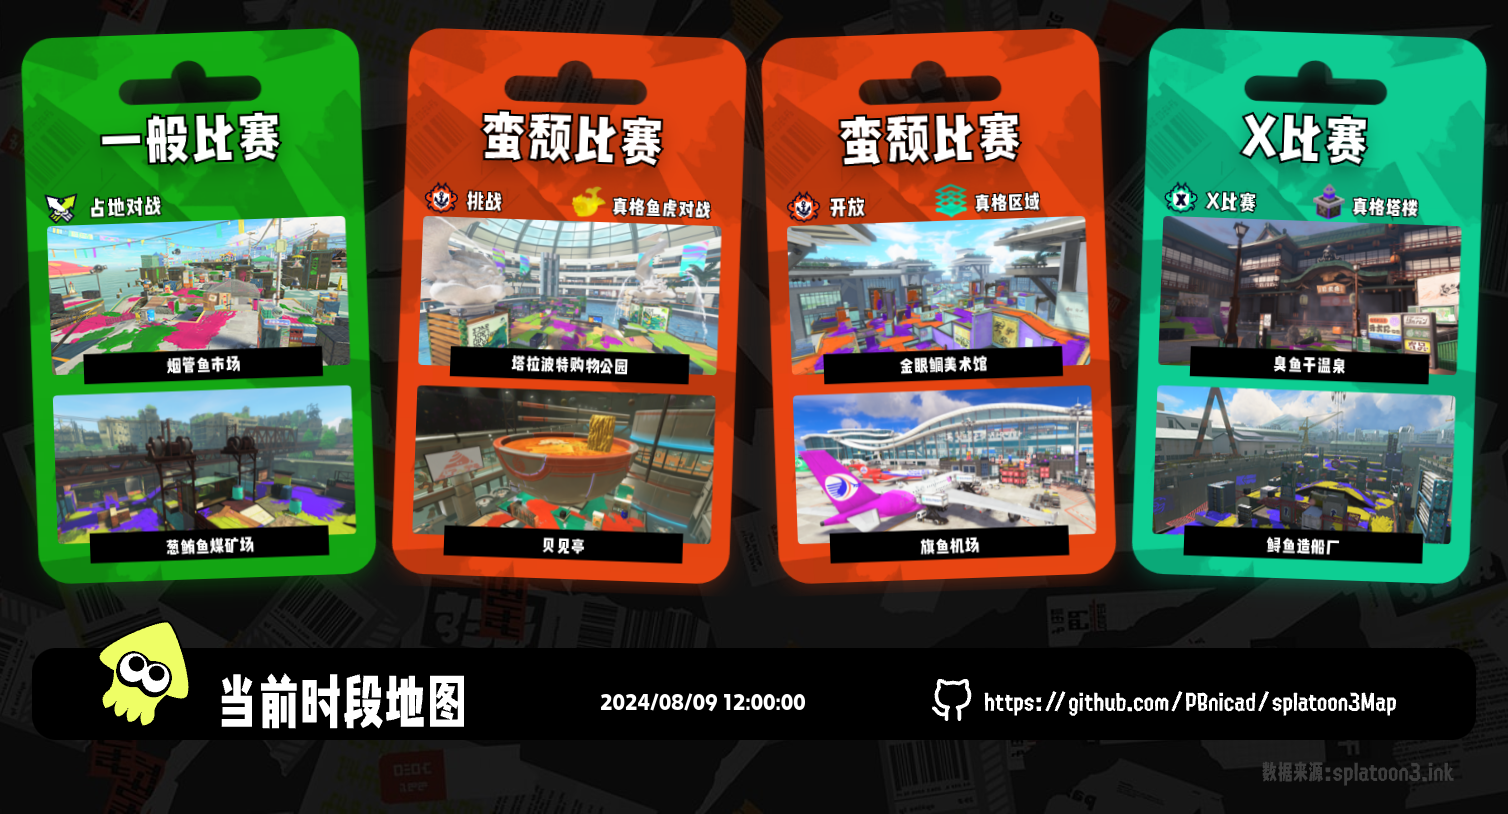 一般比赛
占地对战
烟管鱼市场
葱鲔鱼煤矿场
蛮颓比赛
挑战
真格鱼虎对战
塔拉波特购物公园
贝见亭
蛮颓比赛
开放
真格区域
金眼鲷美术馆
旗鱼机场
X比赛
X比赛
真格塔楼
臭鱼干温泉
鲟鱼造船厂
当前时段地图
2024/08/09 12:00:00
https://github.com/PBnicad/splatoon3Map
数据来源:splatoon3.ink